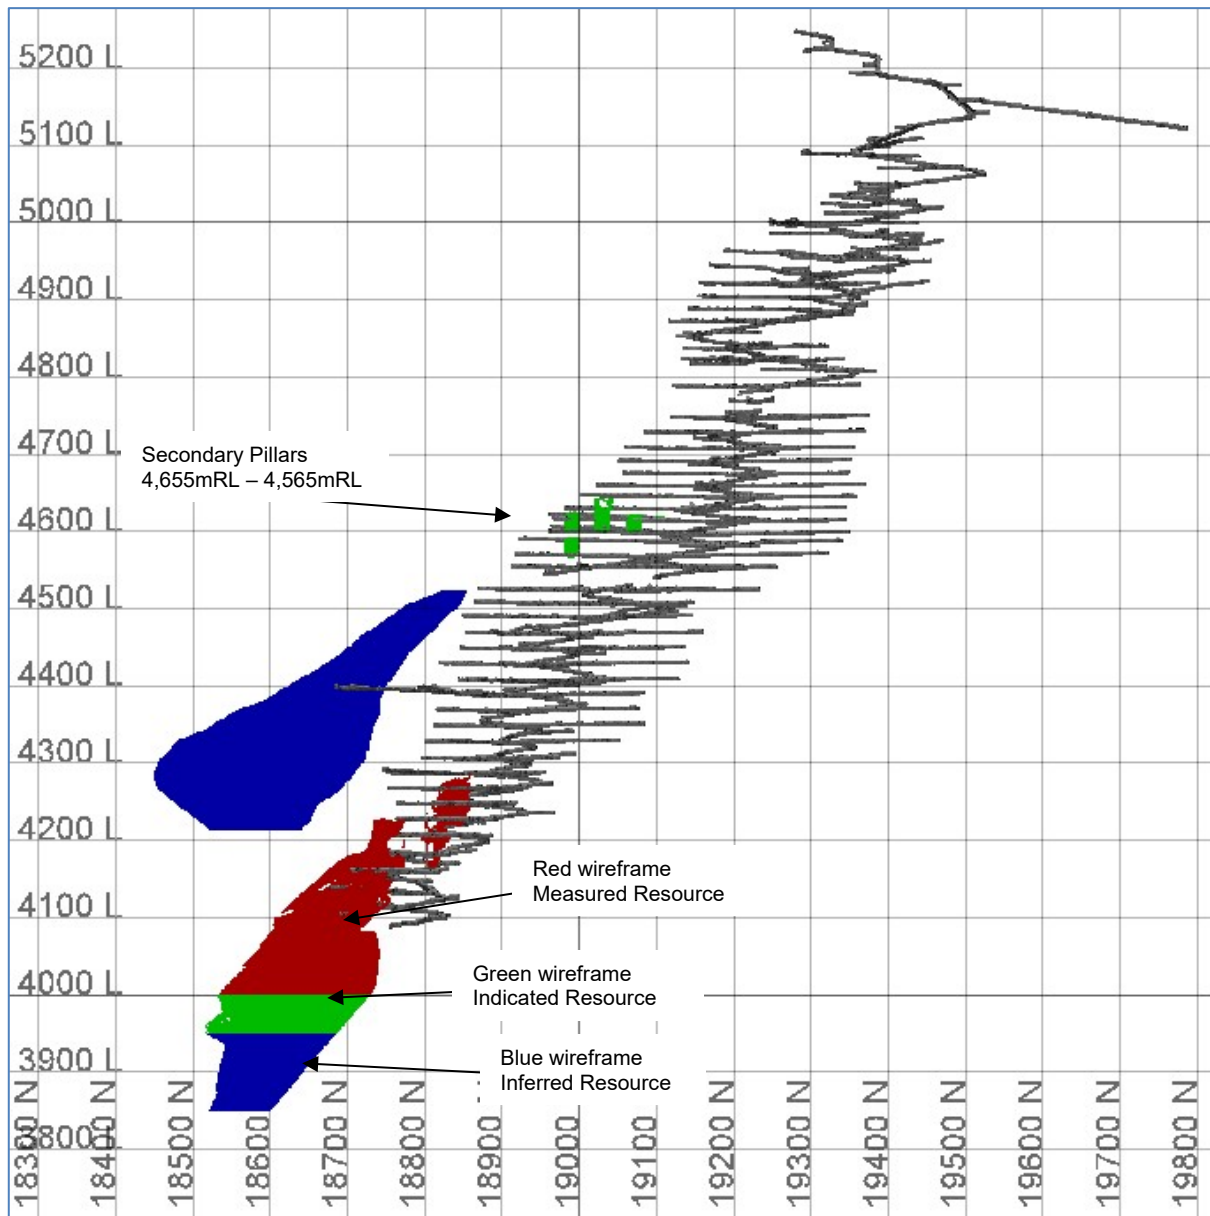 5200 L
5100 L
5000 L
4900 L
4800 L
4700 L
Secondary Pillars
4,655mRL – 4,565mRL
4600 L
4500 L
4400 L
4300 L
4200 L
Red wireframe
Measured Resource
4100 L
Green wireframe
Indicated Resource
4000 L
Blue wireframe
Inferred Resource
3900 L
3800 L
18300 N
18400 N
18500 N
18600 N
18700 N
18800 N
18900 N
19000 N
19100 N
19200 N
19300 N
19400 N
19500 N
19600 N
19700 N
19800 N